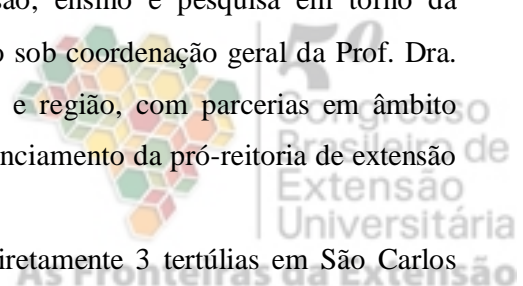 são, ensino e pesquisa em torno da
sob coordenação geral da Prof. Dra.
e região, com parcerias em âmbito
nciamento da pró-reitoria de extensão
iretamente 3 tertúlias em São Carlos
5º
Congresso
Brasileiro de
Extensão
Universitária
As Fronteiras da Extensão